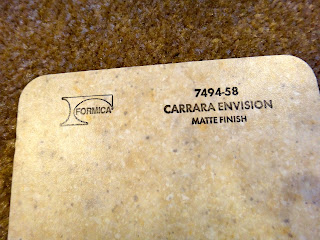 FORMICA
7494-58
CARRARA ENVISION
MATTE FINISH